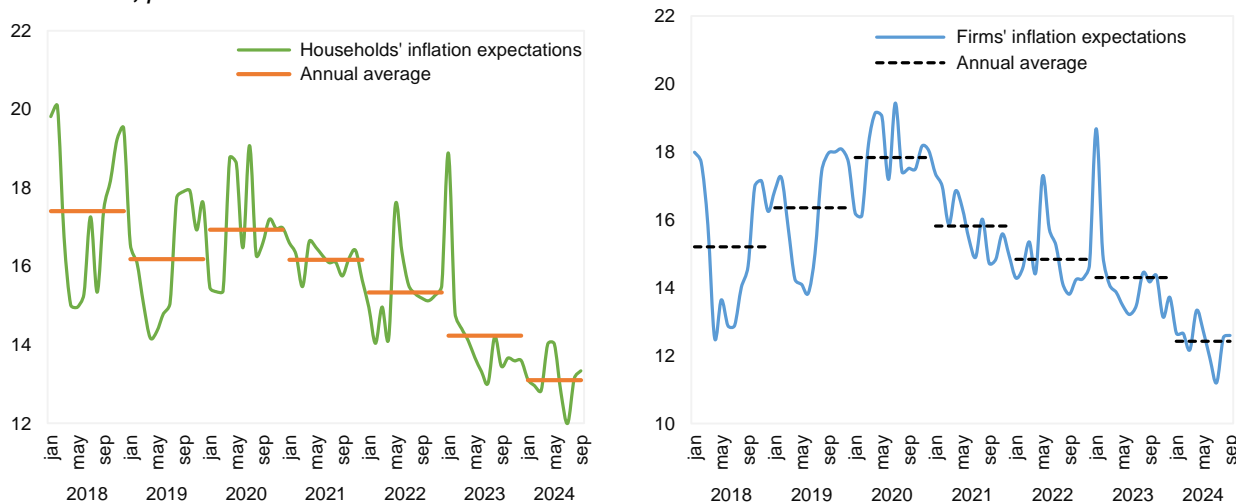 22
20
18
16
14
12
Households' inflation expectations
Annual average
jan may sep jan may sep jan may sep jan may sep jan may sep jan may sep jan may sep
2018 2019 2020 2021 2022 2023 2024
22
20
18
16
14
12
10
Firms' inflation expectations
Annual average
jan may sep jan may sep jan may sep jan may sep jan may sep jan may sep jan may sep
2018 2019 2020 2021 2022 2023 2024